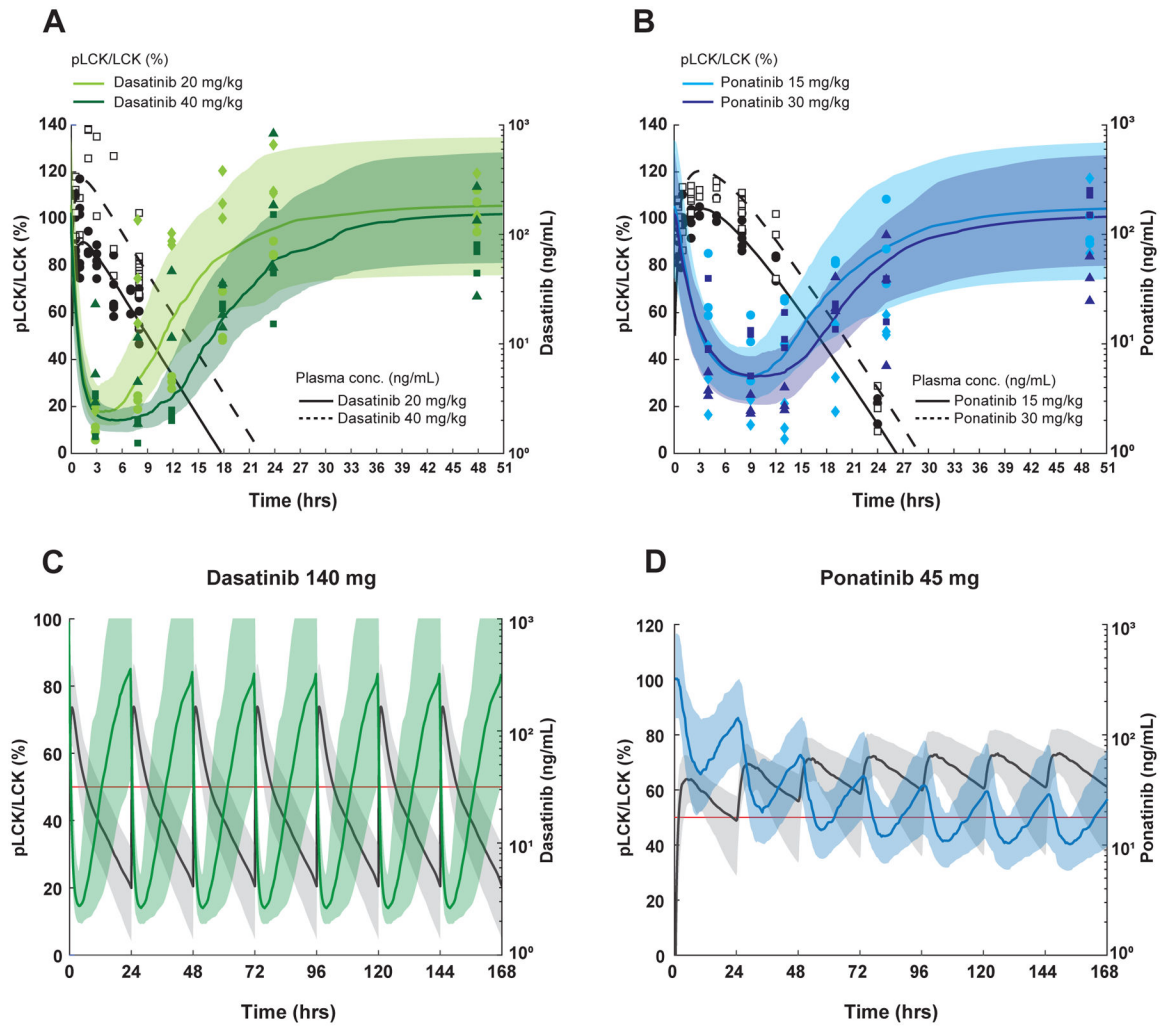 A
pLCK/LCK (%)
Dasatinib 20 mg/kg
Dasatinib 40 mg/kg
140
120
100
80
60
40
20
0
pLCK/LCK (%)
10³
10²
10¹
10⁰
Dasatinib (ng/mL)
Plasma conc. (ng/mL)
Dasatinib 20 mg/kg
Dasatinib 40 mg/kg
0 3 6 9 12 15 18 21 24 27 30 33 36 39 42 45 48 51
Time (hrs)
B
pLCK/LCK (%)
Ponatinib 15 mg/kg
Ponatinib 30 mg/kg
140
120
100
80
60
40
20
0
pLCK/LCK (%)
10³
10²
10¹
10⁰
Ponatinib (ng/mL)
Plasma conc. (ng/mL)
Ponatinib 15 mg/kg
Ponatinib 30 mg/kg
0 3 6 9 12 15 18 21 24 27 30 33 36 39 42 45 48 51
Time (hrs)
C
Dasatinib 140 mg
100
80
60
40
20
0
pLCK/LCK (%)
10³
10²
10¹
10⁰
Dasatinib (ng/mL)
0 24 48 72 96 120 144 168
Time (hrs)
D
Ponatinib 45 mg
120
100
80
60
40
20
0
pLCK/LCK (%)
10³
10²
10¹
10⁰
Ponatinib (ng/mL)
0 24 48 72 96 120 144 168
Time (hrs)